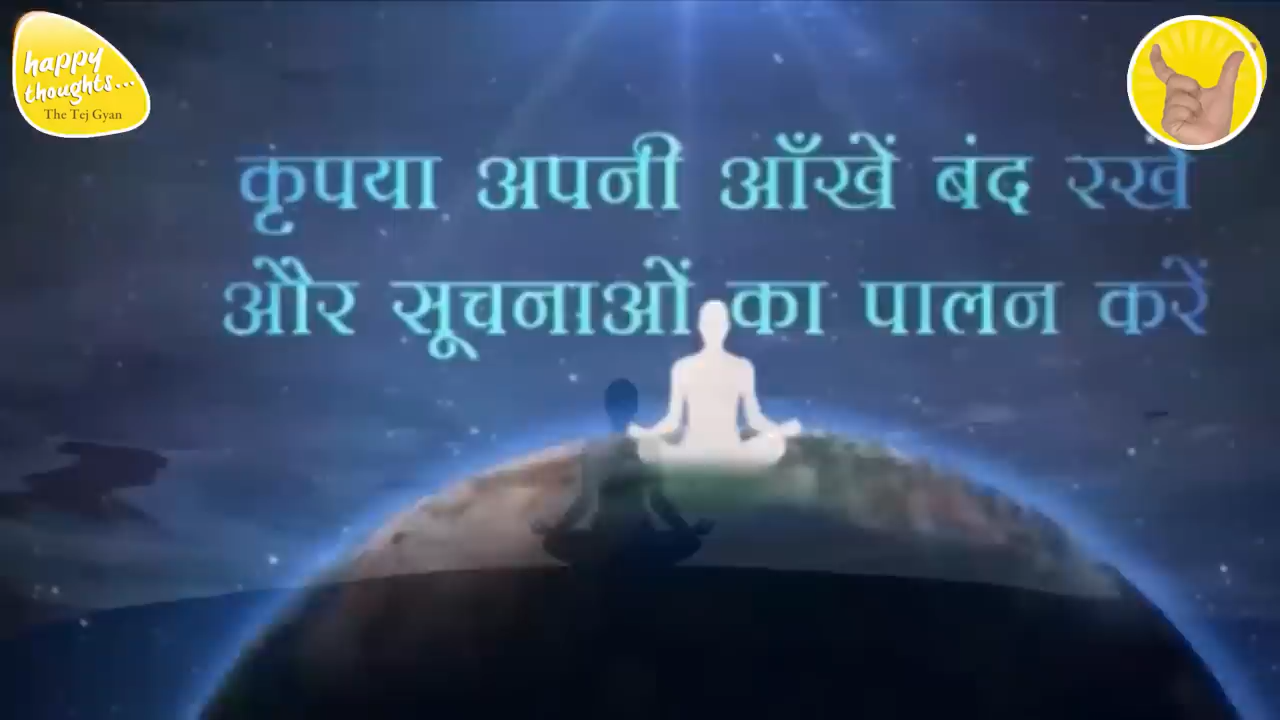 happy
thoughts...
The Tej Gyan
कृपया अपनी आँखें बंद रखें
और सूचनाओं का पालन करें